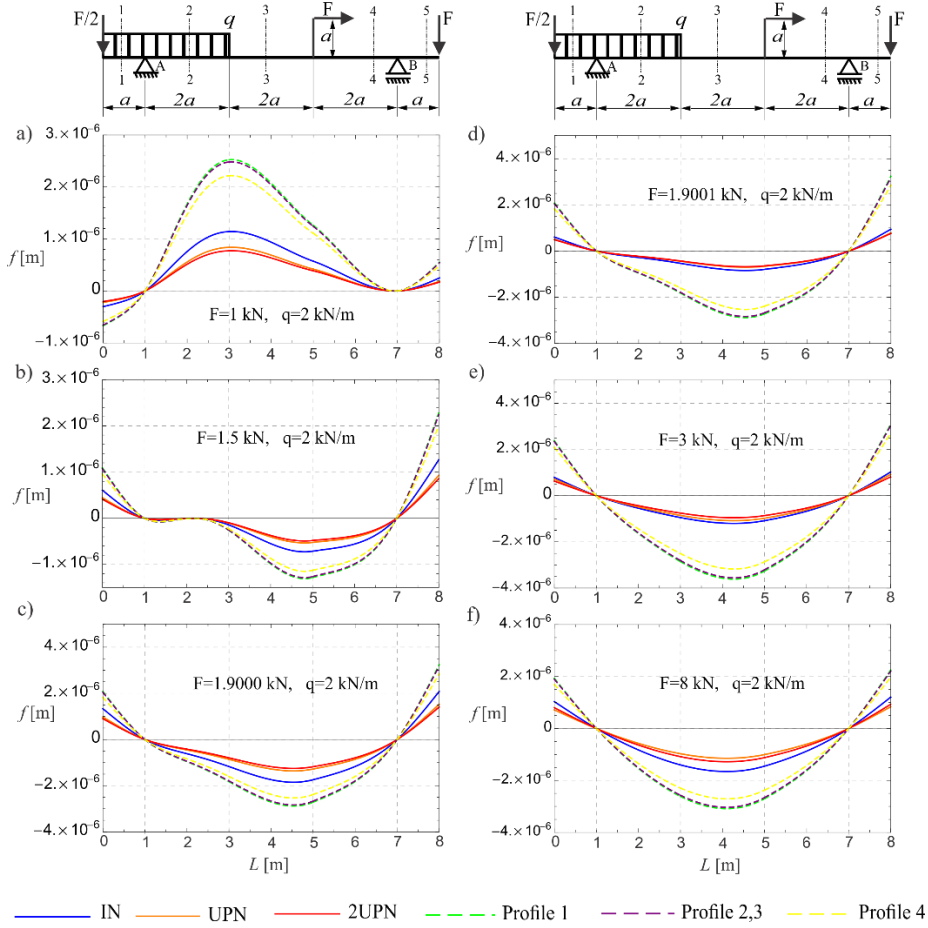 F/2 1 2 q 3 F a 4 5 F
1 A 2 3 4 B 5
a 2a 2a 2a a
F/2 1 2 q 3 F a 4 5 F
1 A 2 3 4 B 5
a 2a 2a 2a a
a)
3.×10⁻⁶
2.×10⁻⁶
1.×10⁻⁶
f [m]
0
F=1 kN, q=2 kN/m
−1.×10⁻⁶
0 1 2 3 4 5 6 7 8
b)
3.×10⁻⁶
2.×10⁻⁶
F=1.5 kN, q=2 kN/m
1.×10⁻⁶
f [m]
0
−1.×10⁻⁶
0 1 2 3 4 5 6 7 8
c)
4.×10⁻⁶
F=1.9000 kN, q=2 kN/m
2.×10⁻⁶
f [m]
0
−2.×10⁻⁶
−4.×10⁻⁶
0 1 2 3 4 5 6 7 8
L [m]
d)
4.×10⁻⁶
F=1.9001 kN, q=2 kN/m
2.×10⁻⁶
f [m]
0
−2.×10⁻⁶
−4.×10⁻⁶
0 1 2 3 4 5 6 7 8
e)
4.×10⁻⁶
F=3 kN, q=2 kN/m
2.×10⁻⁶
f [m]
0
−2.×10⁻⁶
−4.×10⁻⁶
0 1 2 3 4 5 6 7 8
f)
4.×10⁻⁶
F=8 kN, q=2 kN/m
2.×10⁻⁶
f [m]
0
−2.×10⁻⁶
−4.×10⁻⁶
0 1 2 3 4 5 6 7 8
L [m]
IN UPN 2UPN Profile 1 Profile 2,3 Profile 4